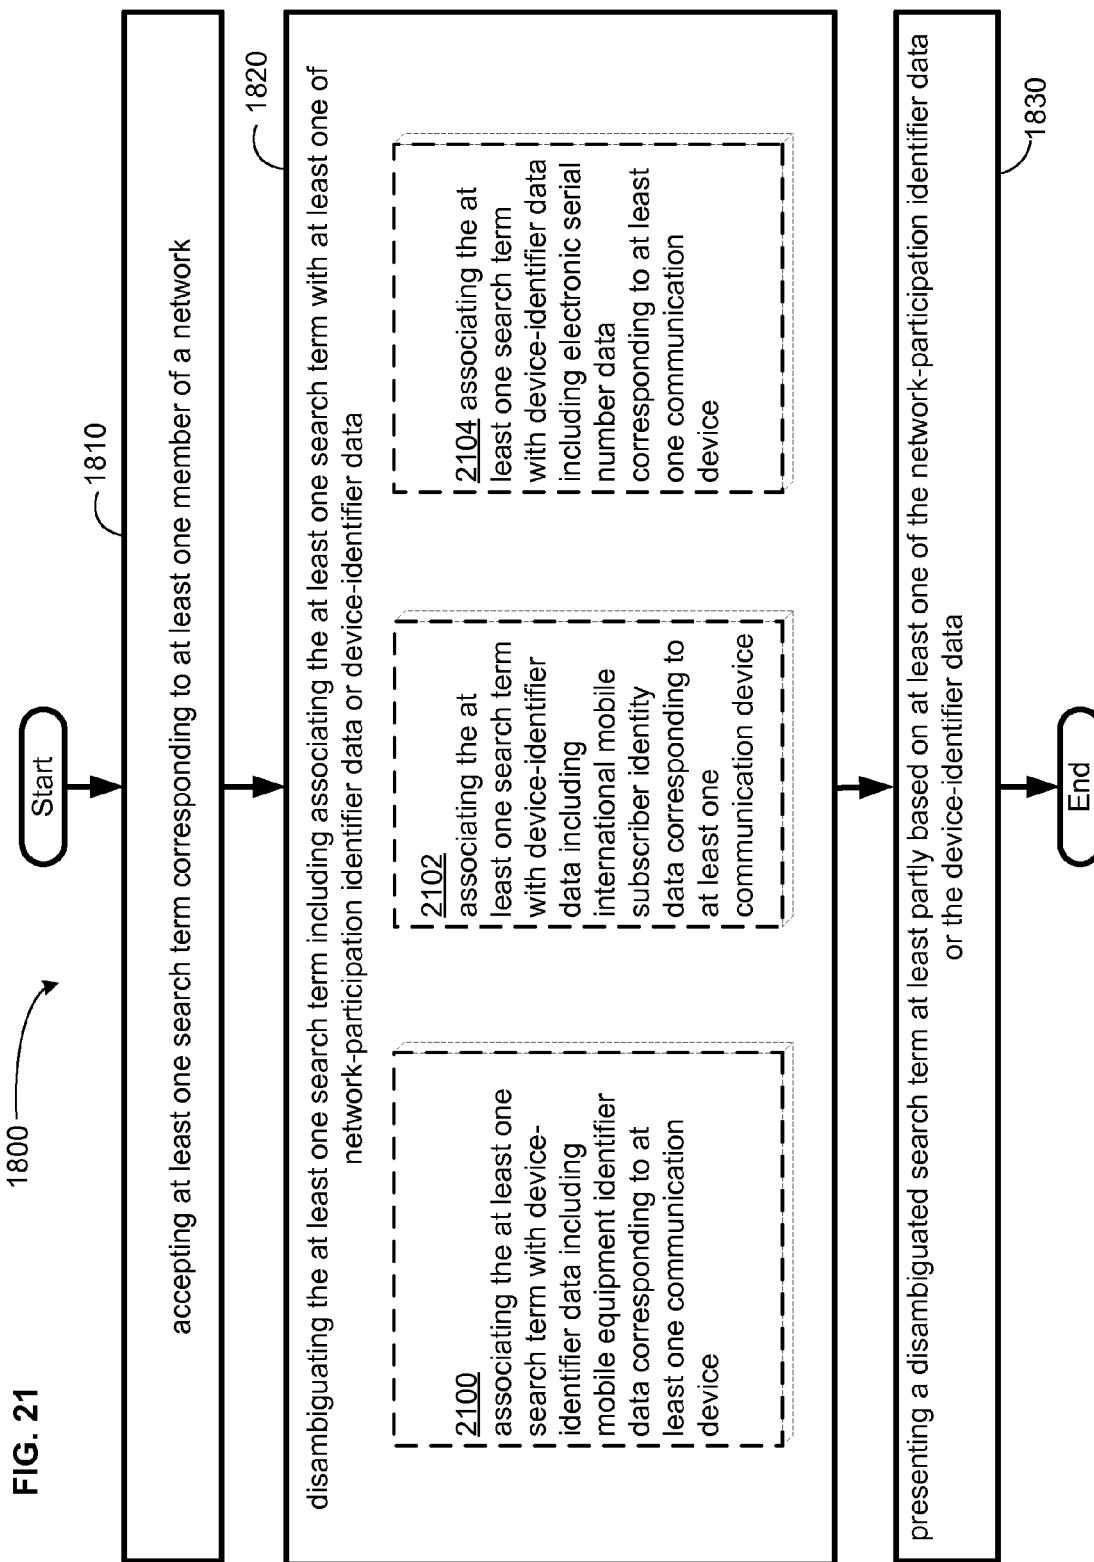 FIG. 21
1800
Start
1810
accepting at least one search term corresponding to at least one member of a network
1820
disambiguating the at least one search term including associating the at least one search term with at least one of
network-participation identifier data or device-identifier data
2100
associating the at least one
search term with device-
identifier data including
mobile equipment identifier
data corresponding to at
least one communication
device
2102
associating the at
least one search term
with device-identifier
data including
international mobile
subscriber identity
data corresponding to
at least one
communication device
2104 associating the at
least one search term
with device-identifier data
including electronic serial
number data
corresponding to at least
one communication
device
1830
presenting a disambiguated search term at least partly based on at least one of the network-participation identifier data
or the device-identifier data
End